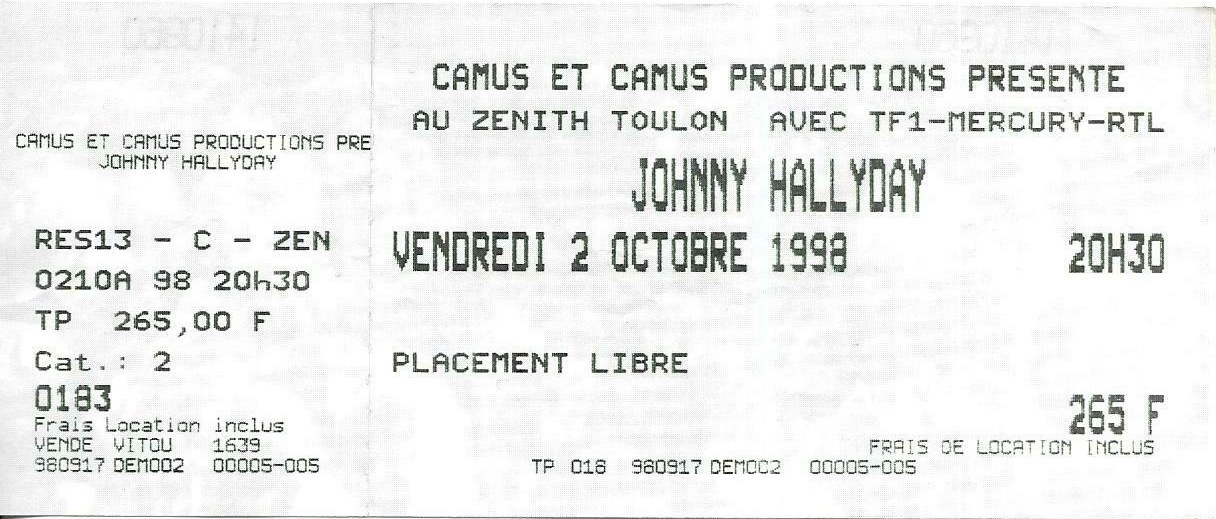 CAMUS ET CAMUS PRODUCTIONS PRE
JOHNNY HALLYDAY
RES13 - C - ZEN
0210A 98 20h30
TP 265,00 F
Cat.: 2
0183
Frais Location inclus
VENDE VITOU 1639
980917 DEMO02 00005-005
CAMUS ET CAMUS PRODUCTIONS PRESENTE
AU ZENITH TOULON AVEC TF1-MERCURY-RTL
JOHNNY HALLYDAY
VENDREDI 2 OCTOBRE 1998 20H30
PLACEMENT LIBRE
265 F
FRAIS DE LOCATION INCLUS
TP 018 980917 DEMO02 00005-005